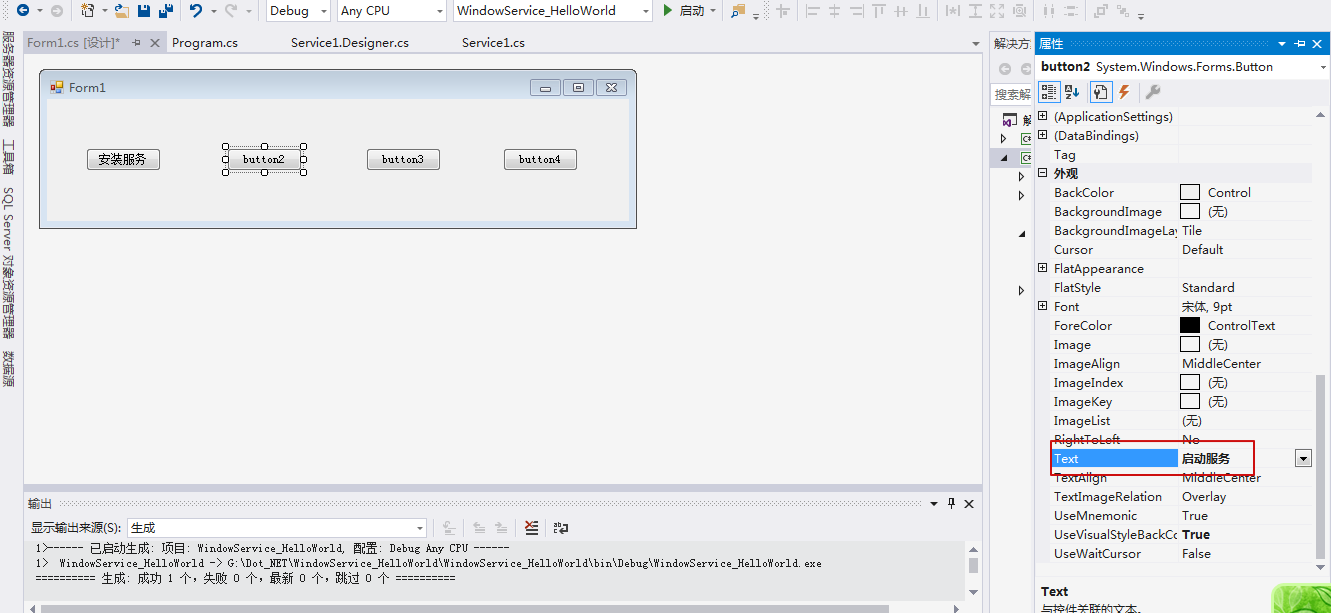 Debug
Any CPU
WindowService_HelloWorld
启动
Form1.cs [设计]*
Program.cs
Service1.Designer.cs
Service1.cs
服务器资源管理器
工具箱
SQL Server 对象资源管理器
数据源
Form1
安装服务
button2
button3
button4
输出
显示输出来源(S):
生成
1>------ 已启动生成: 项目: WindowService_HelloWorld, 配置: Debug Any CPU ------
1> WindowService_HelloWorld -> G:\Dot_NET\WindowService_HelloWorld\WindowService_HelloWorld\bin\Debug\WindowService_HelloWorld.exe
========== 生成: 成功 1 个，失败 0 个，最新 0 个，跳过 0 个 ==========
解决方
搜索解
解
C#
C#
属性
button2 System.Windows.Forms.Button
(ApplicationSettings)
(DataBindings)
Tag
外观
BackColor Control
BackgroundImage (无)
BackgroundImageLay Tile
Cursor Default
FlatAppearance
FlatStyle Standard
Font 宋体, 9pt
ForeColor ControlText
Image (无)
ImageAlign MiddleCenter
ImageIndex (无)
ImageKey (无)
ImageList (无)
RightToLeft No
Text 启动服务
TextAlign MiddleCenter
TextImageRelation Overlay
UseMnemonic True
UseVisualStyleBackCo True
UseWaitCursor False
Text
与控件关联的文本。